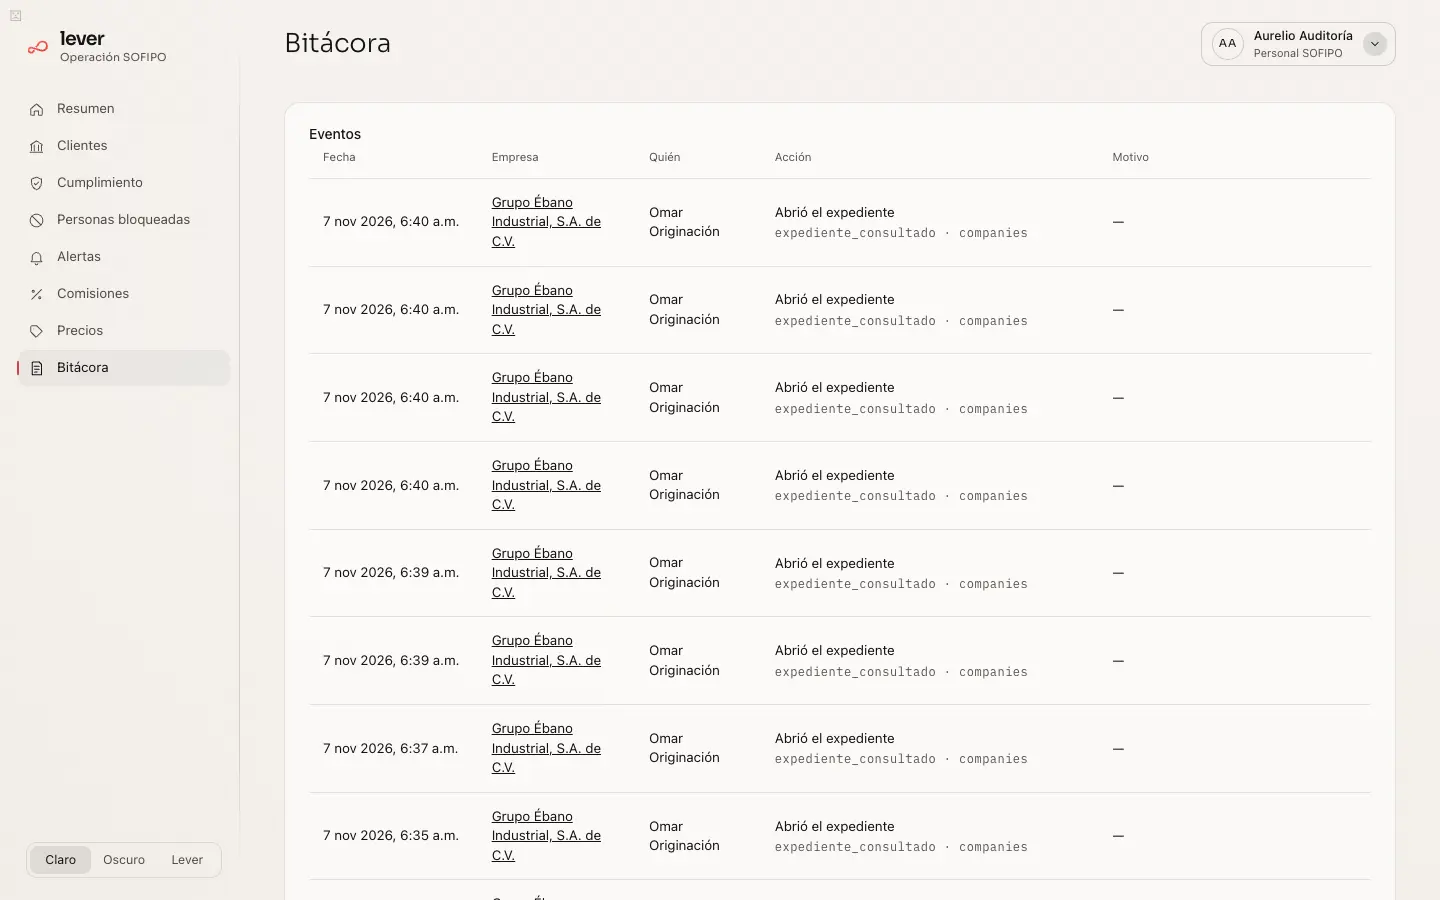 lever
Operación SOFIPO
Resumen
Clientes
Cumplimiento
Personas bloqueadas
Alertas
Comisiones
Precios
Bitácora
Claro Oscuro Lever
Bitácora
AA
Aurelio Auditoría
Personal SOFIPO
Eventos
Fecha Empresa Quién Acción Motivo
7 nov 2026, 6:40 a.m.
Grupo Ébano
Industrial, S.A. de
C.V.
Omar
Originación
Abrió el expediente
expediente_consultado · companies
—
7 nov 2026, 6:40 a.m.
Grupo Ébano
Industrial, S.A. de
C.V.
Omar
Originación
Abrió el expediente
expediente_consultado · companies
—
7 nov 2026, 6:40 a.m.
Grupo Ébano
Industrial, S.A. de
C.V.
Omar
Originación
Abrió el expediente
expediente_consultado · companies
—
7 nov 2026, 6:40 a.m.
Grupo Ébano
Industrial, S.A. de
C.V.
Omar
Originación
Abrió el expediente
expediente_consultado · companies
—
7 nov 2026, 6:39 a.m.
Grupo Ébano
Industrial, S.A. de
C.V.
Omar
Originación
Abrió el expediente
expediente_consultado · companies
—
7 nov 2026, 6:39 a.m.
Grupo Ébano
Industrial, S.A. de
C.V.
Omar
Originación
Abrió el expediente
expediente_consultado · companies
—
7 nov 2026, 6:37 a.m.
Grupo Ébano
Industrial, S.A. de
C.V.
Omar
Originación
Abrió el expediente
expediente_consultado · companies
—
7 nov 2026, 6:35 a.m.
Grupo Ébano
Industrial, S.A. de
C.V.
Omar
Originación
Abrió el expediente
expediente_consultado · companies
—